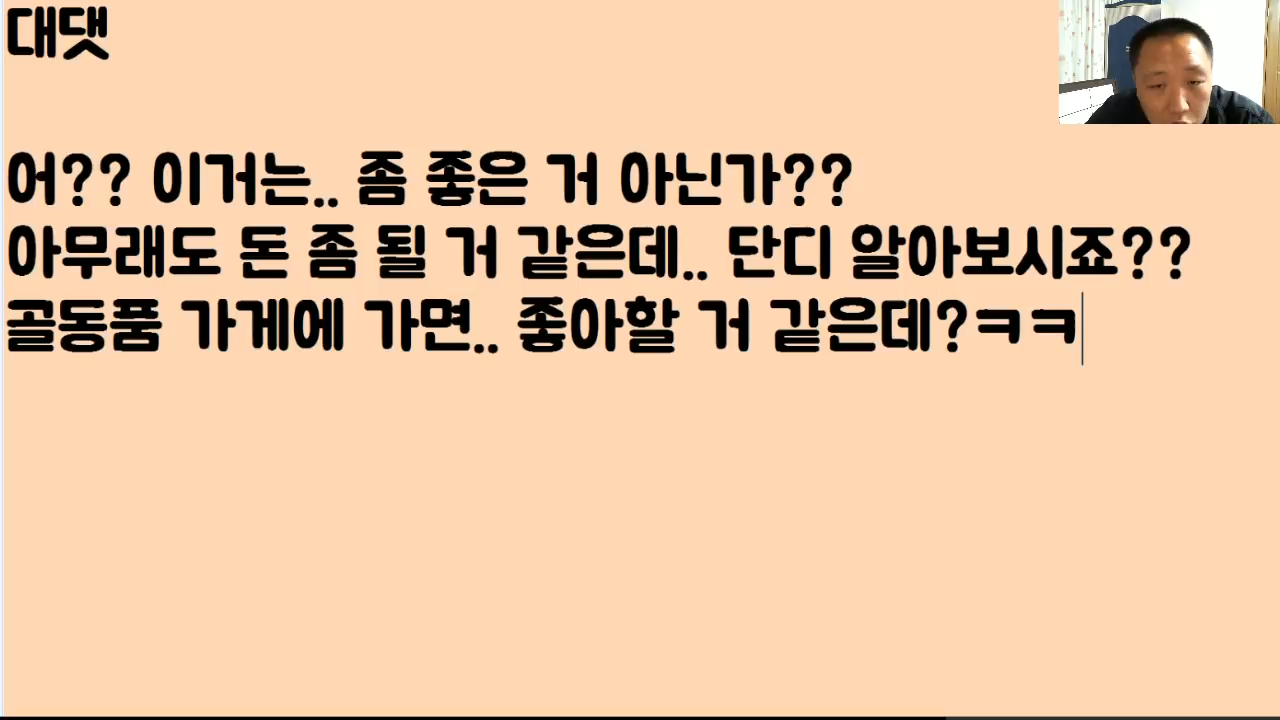 대댓
어?? 이거는.. 좀 좋은 거 아닌가??
아무래도 돈 좀 될 거 같은데.. 단디 알아보시죠??
골동품 가게에 가면.. 좋아할 거 같은데?ㅋㅋ